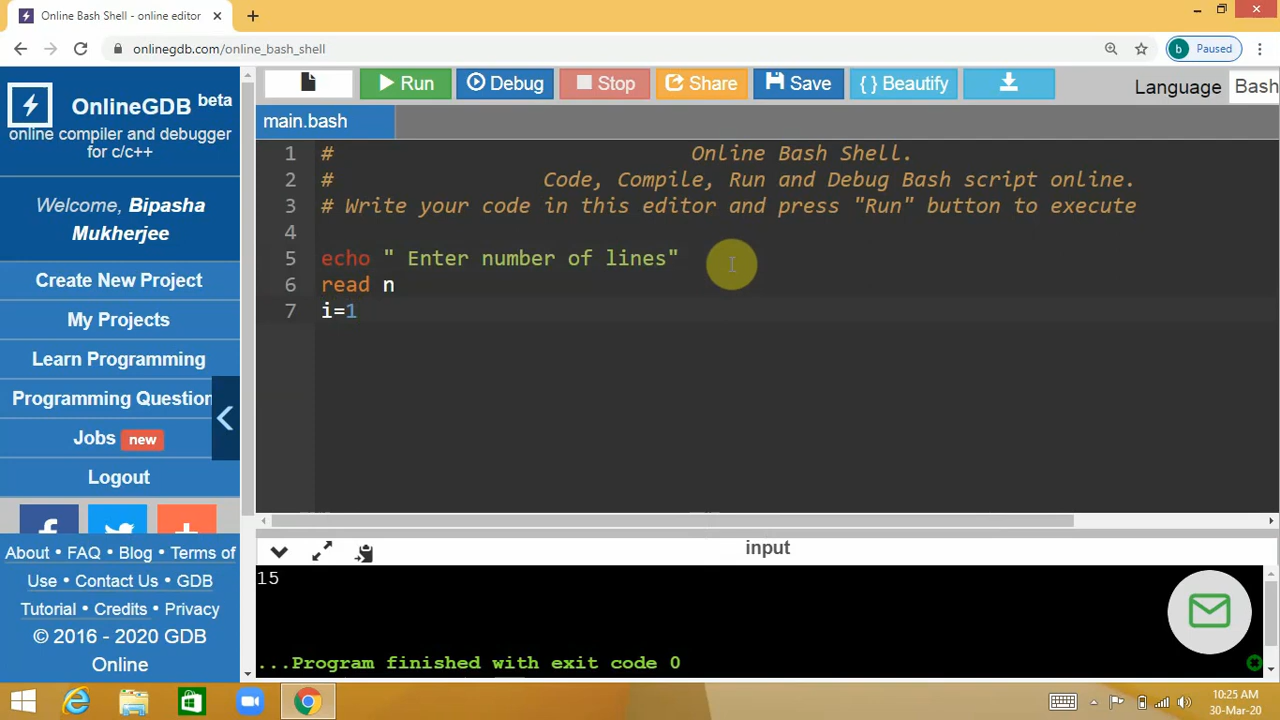 Online Bash Shell - online editor
Paused
b
onlinegdb.com/online_bash_shell
OnlineGDB beta
online compiler and debugger
for c/c++
Welcome, Bipasha
Mukherjee
Create New Project
My Projects
Learn Programming
Programming Question
Jobs new
Logout
About • FAQ • Blog • Terms of
Use • Contact Us • GDB
Tutorial • Credits • Privacy
© 2016 - 2020 GDB
Online
Run Debug Stop Share Save { } Beautify Language Bash
main.bash
1 # Online Bash Shell.
2 # Code, Compile, Run and Debug Bash script online.
3 # Write your code in this editor and press "Run" button to execute
4
5 echo " Enter number of lines"
6 read n
7 i=1
input
15
...Program finished with exit code 0
10:25 AM
30-Mar-20